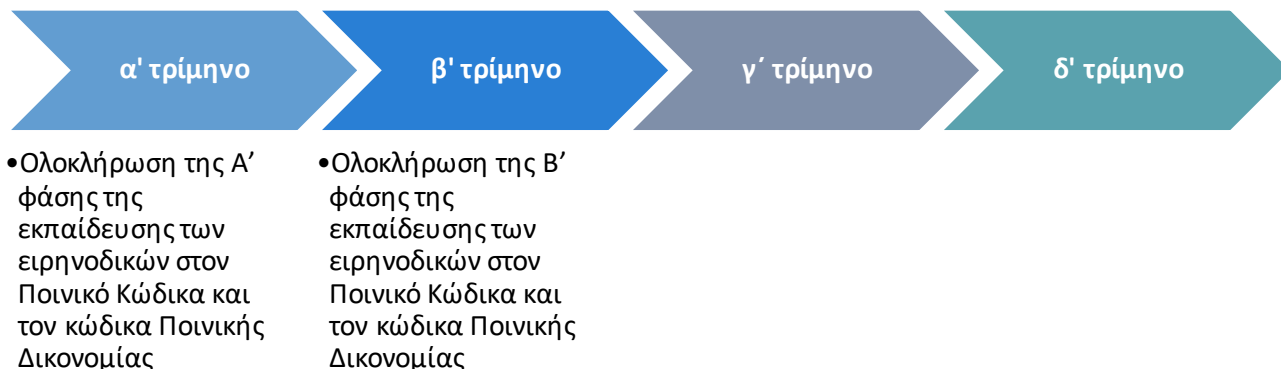 α' τρίμηνο
β' τρίμηνο
γ΄ τρίμηνο
δ' τρίμηνο
•Ολοκλήρωση της Α’
φάσης της
εκπαίδευσης των
ειρηνοδικών στον
Ποινικό Κώδικα και
τον κώδικα Ποινικής
Δικονομίας
•Ολοκλήρωση της Β’
φάσης της
εκπαίδευσης των
ειρηνοδικών στον
Ποινικό Κώδικα και
τον κώδικα Ποινικής
Δικονομίας